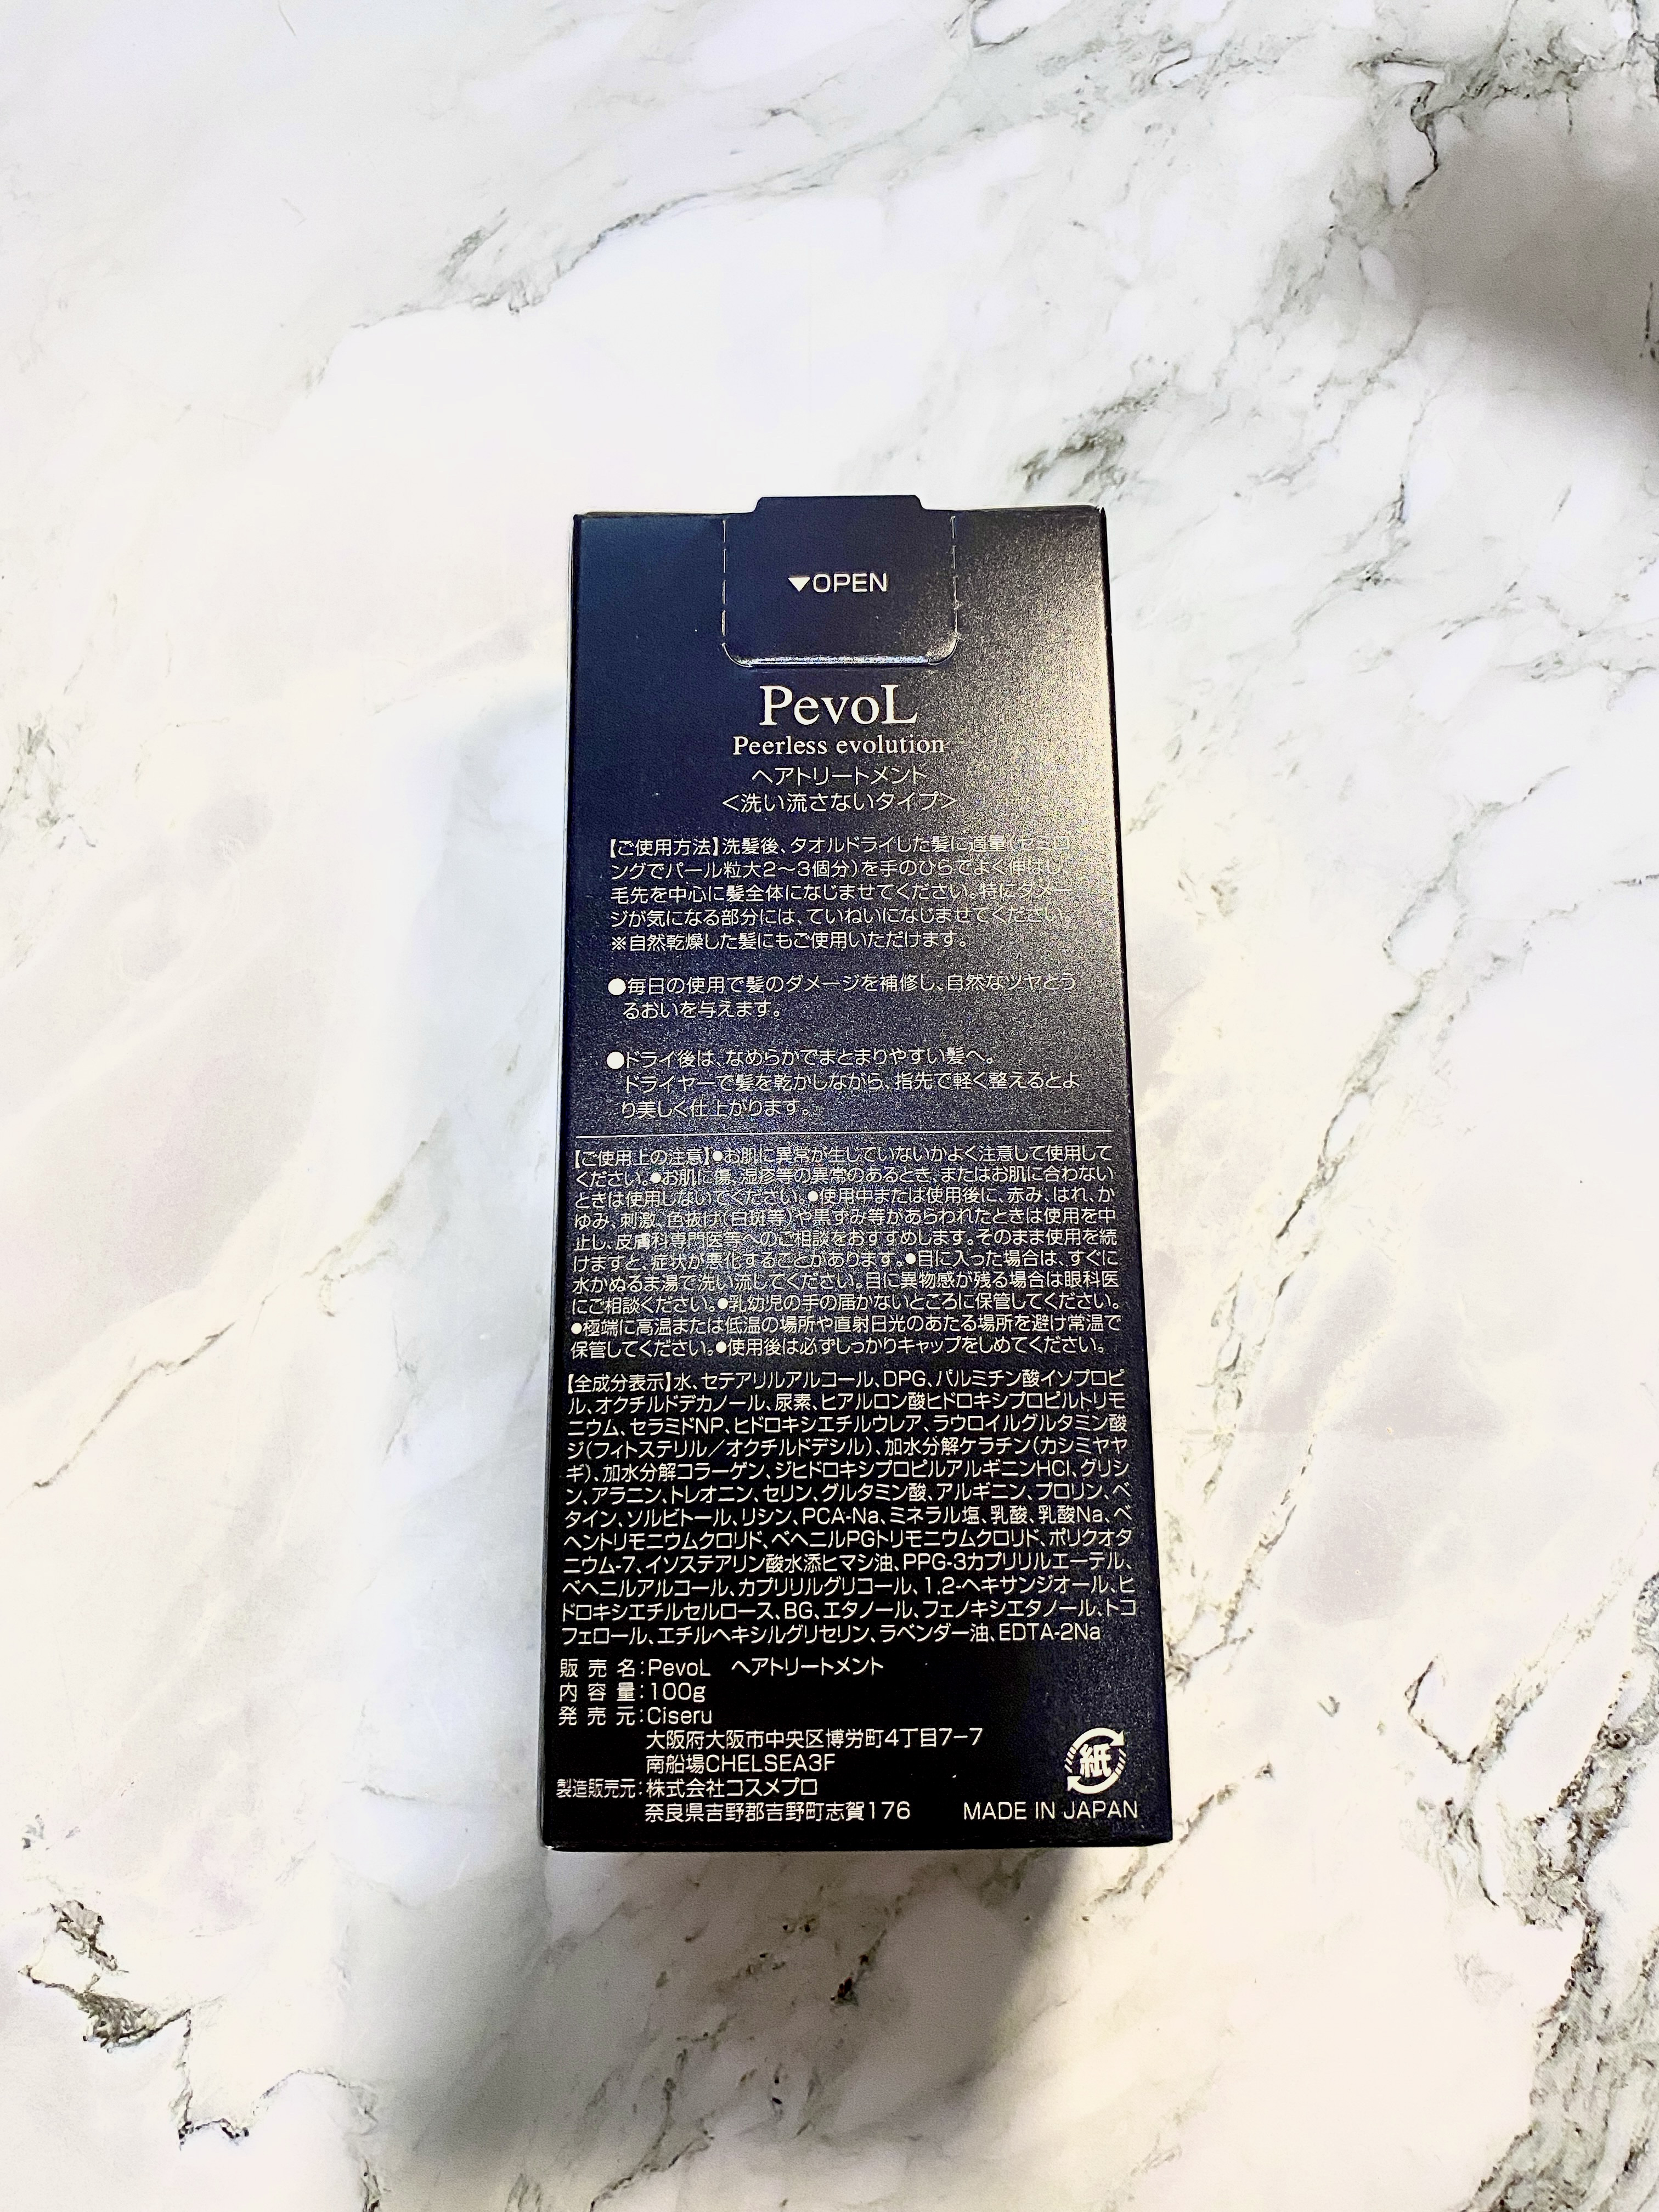 ▼OPEN
PevoL
Peerless evolution
ヘアトリートメント
<洗い流さないタイプ>
【ご使用方法】洗髪後、タオルドライした髪に適量(セミロ
ングでパール粒大2〜3個分)を手のひらでよく伸ばし、
毛先を中心に髪全体になじませてください。特にダメー
ジが気になる部分には、ていねいになじませてください。
※自然乾燥した髪にもご使用いただけます。
●毎日の使用で髪のダメージを補修し、自然なツヤとう
るおいを与えます。
●ドライ後は、なめらかでまとまりやすい髪へ。
ドライヤーで髪を乾かしながら、指先で軽く整えるとよ
り美しく仕上がります。
【ご使用上の注意】●お肌に異常が生じていないかよく注意して使用して
ください。●お肌に傷、湿疹等の異常のあるとき、またはお肌に合わない
ときは使用しないでください。●使用中または使用後に、赤み、はれ、か
ゆみ、刺激、色抜け(白斑等)や黒ずみ等があらわれたときは使用を中
止し、皮膚科専門医等へのご相談をおすすめします。そのまま使用を続
けますと、症状が悪化することがあります。●目に入った場合は、すぐに
水かぬるま湯で洗い流してください。目に異物感が残る場合は眼科医
にご相談ください。●乳幼児の手の届かないところに保管してください。
●極端に高温または低温の場所や直射日光のあたる場所を避け常温で
保管してください。●使用後は必ずしっかりキャップをしめてください。
【全成分表示】水、セテアリルアルコール、DPG、パルミチン酸イソプロピ
ル、オクチルドデカノール、尿素、ヒアルロン酸ヒドロキシプロピルトリモ
ニウム、セラミドNP、ヒドロキシエチルウレア、ラウロイルグルタミン酸
ジ(フィトステリル/オクチルドデシル)、加水分解ケラチン(カシミヤヤ
ギ)、加水分解コラーゲン、ジヒドロキシプロピルアルギニンHCl、グリシ
ン、アラニン、トレオニン、セリン、グルタミン酸、アルギニン、プロリン、ベ
タイン、ソルビトール、リシン、PCA-Na、ミネラル塩、乳酸、乳酸Na、ベ
ヘントリモニウムクロリド、ベヘニルPGトリモニウムクロリド、ポリクオタ
ニウム-7、イソステアリン酸水添ヒマシ油、PPG-3カプリリルエーテル、
ベヘニルアルコール、カプリリルグリコール、1,2-ヘキサンジオール、ヒ
ドロキシエチルセルロース、BG、エタノール、フェノキシエタノール、トコ
フェロール、エチルヘキシルグリセリン、ラベンダー油、EDTA-2Na
販売名:PevoL ヘアトリートメント
内容量:100g
発売元:Ciseru
大阪府大阪市中央区博労町4丁目7-7
南船場CHELSEA3F
製造販売元:株式会社コスメプロ
奈良県吉野郡吉野町志賀176
紙
MADE IN JAPAN